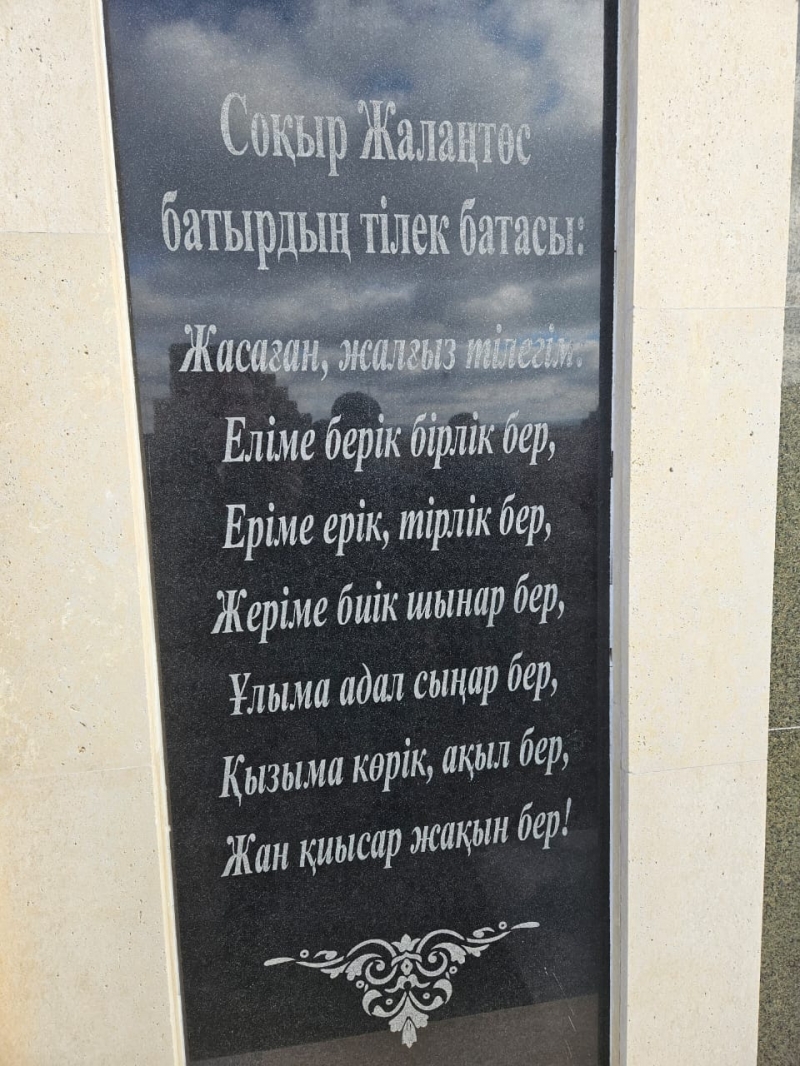 Соқыр Жалаңтөс
батырдың тілек батасы:
Жасаған, жалғыз тілегім:
Еліме берік бірлік бер,
Еріме ерік, тірлік бер,
Жеріме биік шынар бер,
Ұлыма адал сыңар бер,
Қызыма көрік, ақыл бер,
Жан қиысар жақын бер!